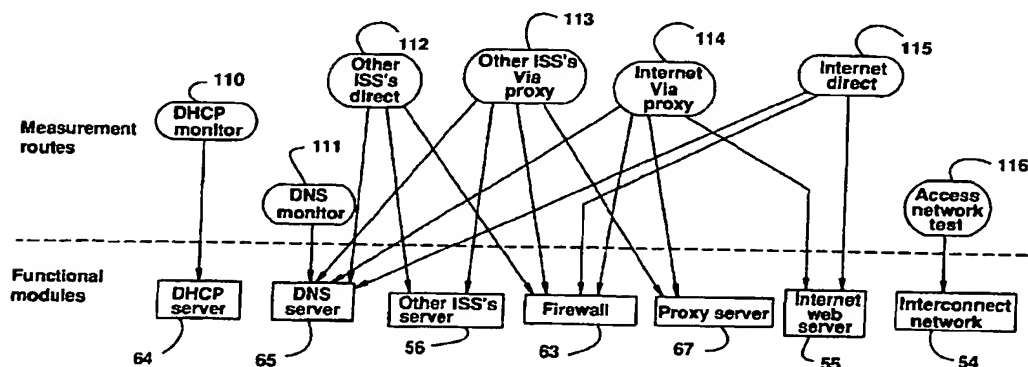 112
113
114
115
110
Other
ISS's
direct
Other ISS's
Via
proxy
Internet
Via
proxy
Internet
direct
Measurement
routes
DHCP
monitor
111
DNS
monitor
116
Access
network
test
Functional
modules
DHCP
server
DNS
server
Other ISS's
server
Firewall
Proxy server
Internet
web
server
Interconnect
network
64
65
56
63
67
55
54